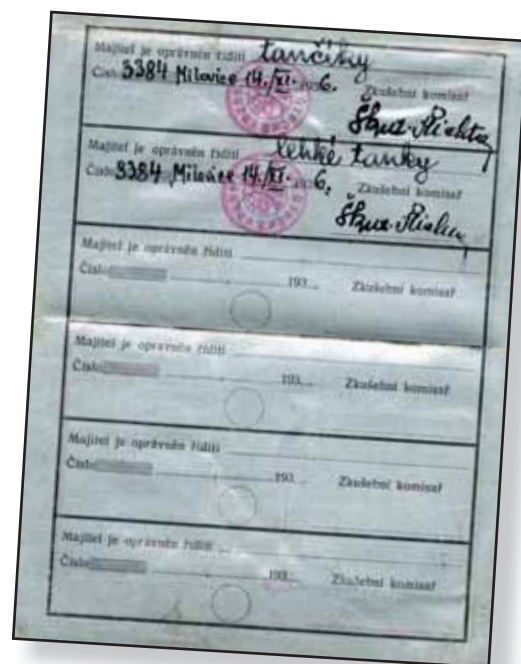 Majitel je oprávněn říditi tančíky
Číslo 3384 Milovice 14./XI. 1936. Zkušební komisař
Majitel je oprávněn říditi lehké tanky
Číslo 3384 Milovice 14./XI. 1936. Zkušební komisař
Majitel je oprávněn říditi
Číslo 193 Zkušební komisař
Majitel je oprávněn říditi
Číslo 193 Zkušební komisař
Majitel je oprávněn říditi
Číslo 193 Zkušební komisař
Majitel je oprávněn říditi
Číslo 193 Zkušební komisař